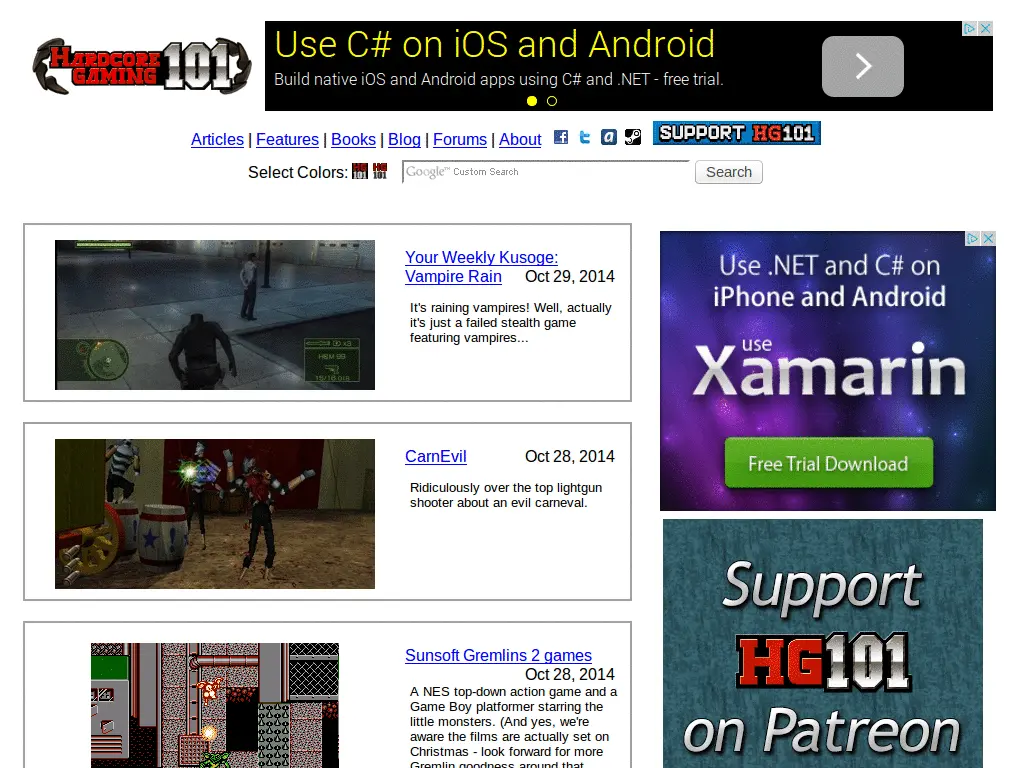 HARDCORE GAMING 101
Use C# on iOS and Android
Build native iOS and Android apps using C# and .NET - free trial.
Articles | Features | Books | Blog | Forums | About
SUPPORT HG101
Select Colors: HG 101 HG 101
Google™ Custom Search
Search
Your Weekly Kusoge:
Vampire Rain Oct 29, 2014
It's raining vampires! Well, actually
it's just a failed stealth game
featuring vampires...
Use .NET and C# on
iPhone and Android
use
Xamarin
Free Trial Download
CarnEvil Oct 28, 2014
Ridiculously over the top lightgun
shooter about an evil carneval.
Support
HG101
on Patreon
Sunsoft Gremlins 2 games
Oct 28, 2014
A NES top-down action game and a
Game Boy platformer starring the
little monsters. (And yes, we're
aware the films are actually set on
Christmas - look forward for more
Gremlin goodness around that